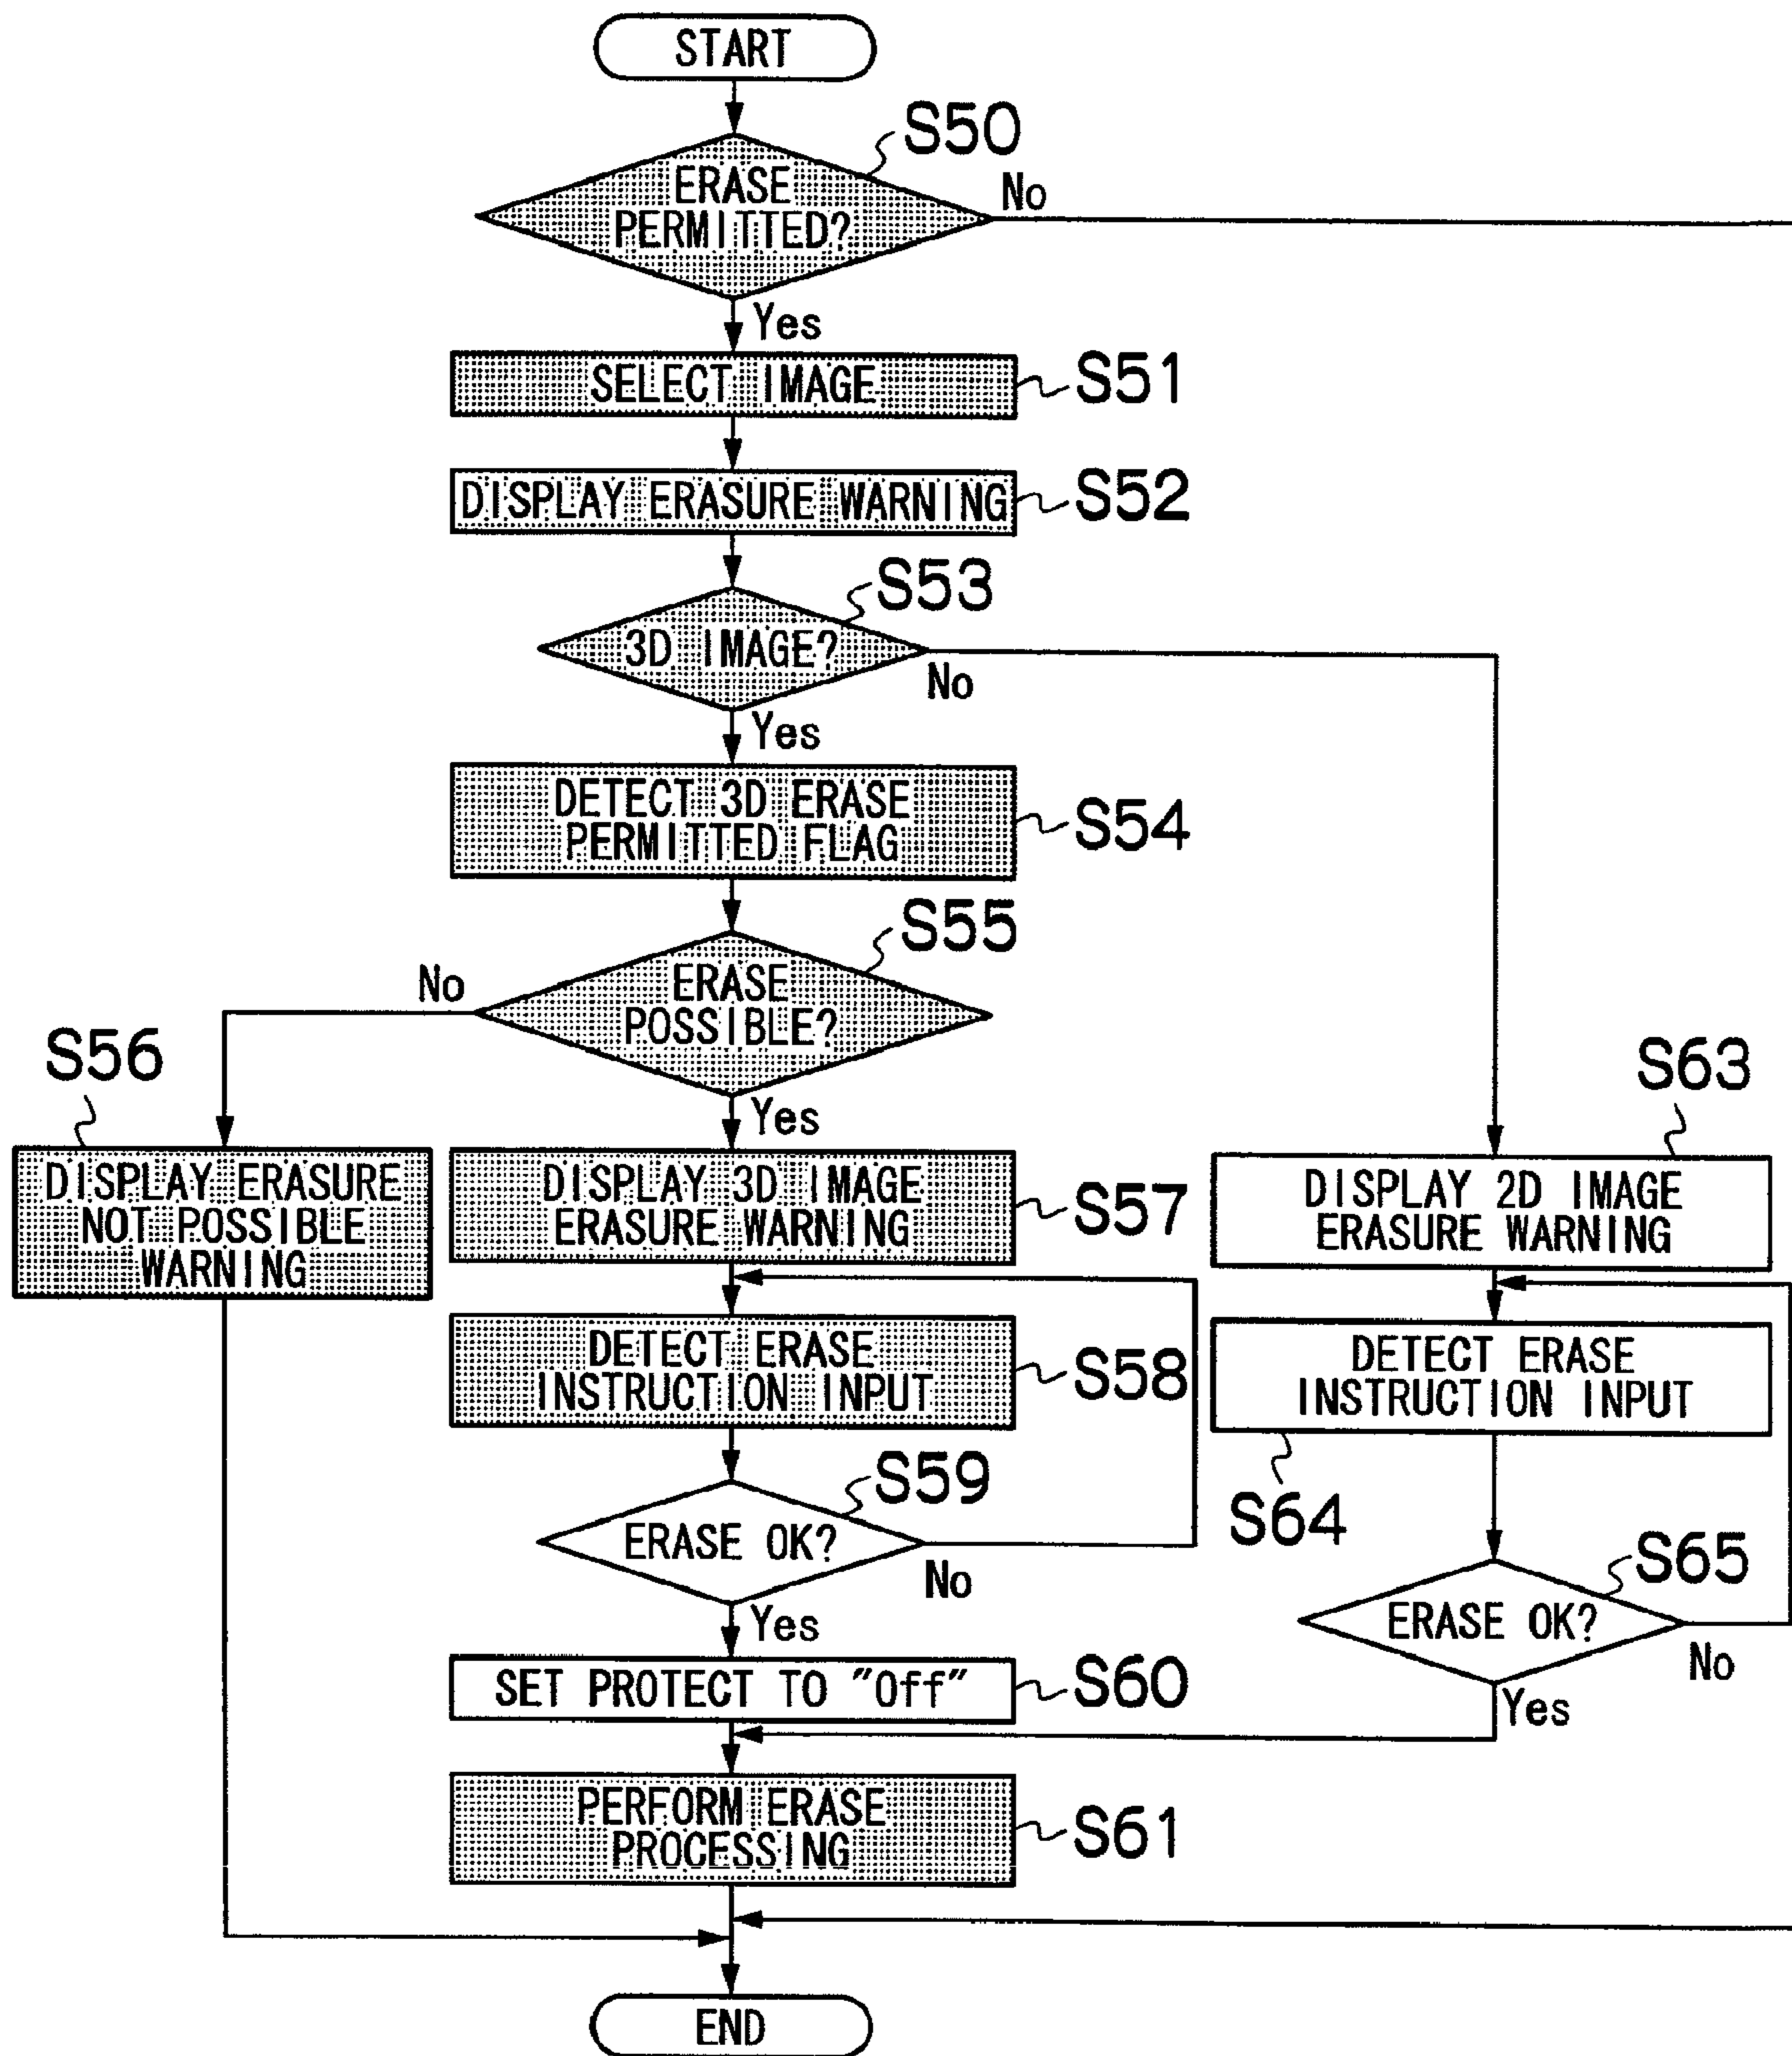 START
S50
ERASE
PERMITTED?
No
Yes
SELECT IMAGE
S51
DISPLAY ERASURE WARNING
S52
S53
3D IMAGE?
No
Yes
DETECT 3D ERASE
PERMITTED FLAG
S54
S55
ERASE
POSSIBLE?
No
Yes
S56
DISPLAY ERASURE
NOT POSSIBLE
WARNING
DISPLAY 3D IMAGE
ERASURE WARNING
S57
S63
DISPLAY 2D IMAGE
ERASURE WARNING
DETECT ERASE
INSTRUCTION INPUT
S58
DETECT ERASE
INSTRUCTION INPUT
S64
S59
ERASE OK?
No
Yes
S65
ERASE OK?
No
Yes
SET PROTECT TO "Off"
S60
PERFORM ERASE
PROCESSING
S61
END